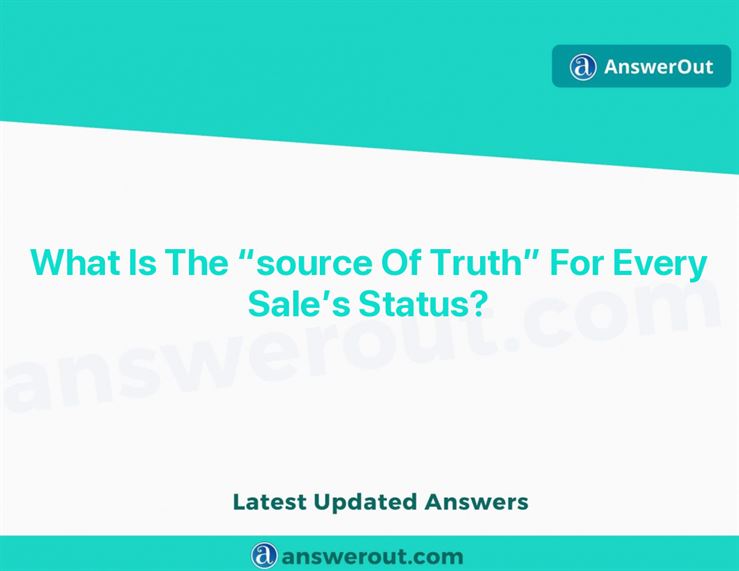 AnswerOut
What Is The “source Of Truth” For Every
Sale’s Status?
answerout.com
Latest Updated Answers
answerout.com